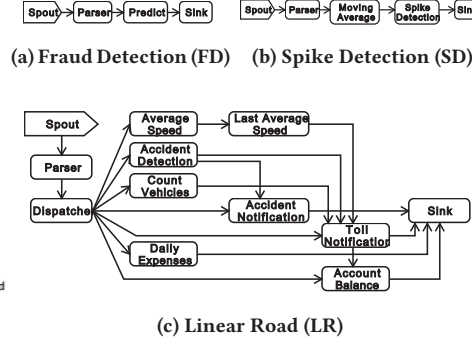 Spout Parser Predict Sink
Spout Parser Moving Average Spike Detection Sin
(a) Fraud Detection (FD) (b) Spike Detection (SD)
Spout
Average Speed
Last Average Speed
Parser
Accident Detection
Count Vehicles
Dispatche
Accident Notification
Sink
Toll Notification
Daily Expenses
Account Balance
d
(c) Linear Road (LR)